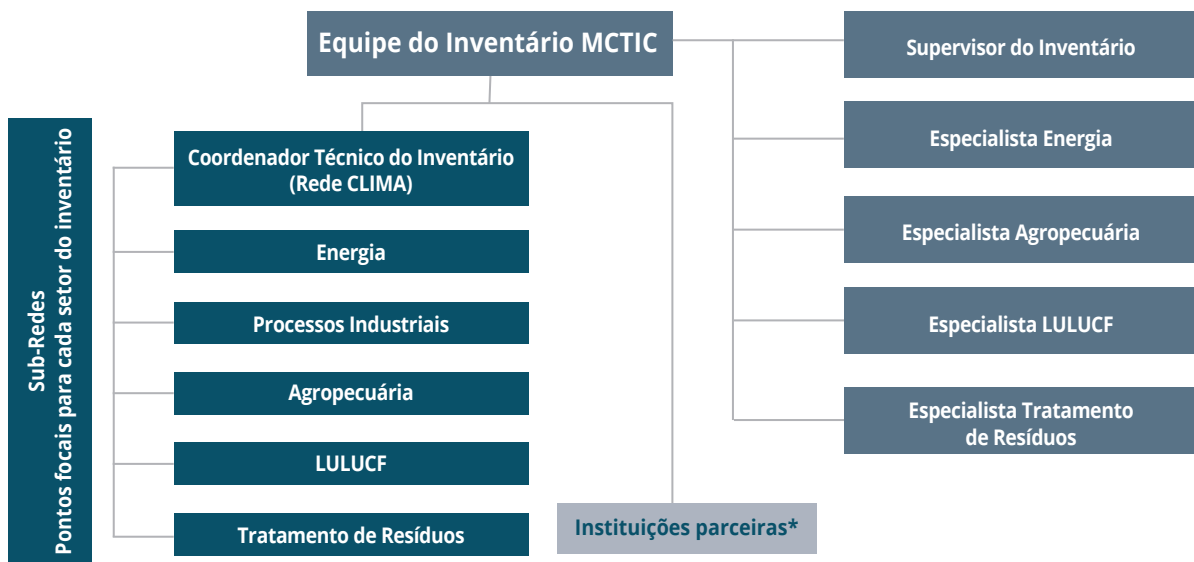 Equipe do Inventário MCTIC
Supervisor do Inventário
Especialista Energia
Especialista Agropecuária
Especialista LULUCF
Especialista Tratamento
de Resíduos
Sub-Redes
Pontos focais para cada setor do inventário
Coordenador Técnico do Inventário
(Rede CLIMA)
Energia
Processos Industriais
Agropecuária
LULUCF
Tratamento de Resíduos
Instituições parceiras*